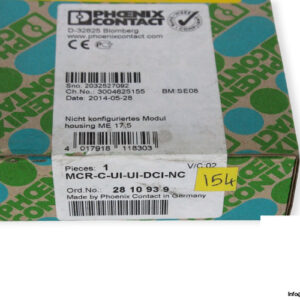 PHOENIX
CONTACT
D-32825 Blomberg
www.phoenixcontact.com
Sno. 2032527092
Ch.No.: 3004625155 BM:SE08
Date: 2014-05-28
Nicht konfiguriertes Modul
housing ME 17,5
4 017918 118303
Pieces: 1 V/C.02
MCR-C-UI-UI-DCI-NC
Ord.No.: 28 10 93 9
Made by Phoenix Contact in Germany
154